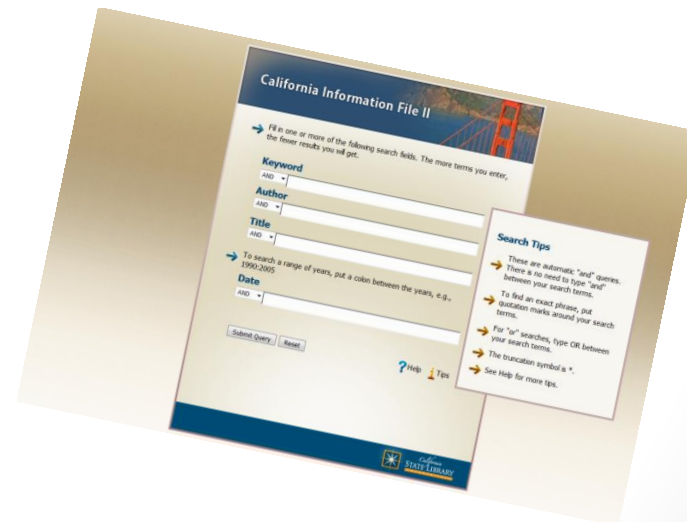 California Information File II
Fill in one or more of the following search fields. The more terms you enter,
the fewer results you will get.
Keyword
AND
Author
AND
Title
AND
To search a range of years, put a colon between the years, e.g.,
1990:2005
Date
AND
Submit Query Reset
? Help i Tips
California
STATE LIBRARY
Search Tips
These are automatic "and" queries.
There is no need to type "and"
between your search terms.
To find an exact phrase, put
quotation marks around your search
terms.
For "or" searches, type OR between
your search terms.
The truncation symbol is *.
See Help for more tips.